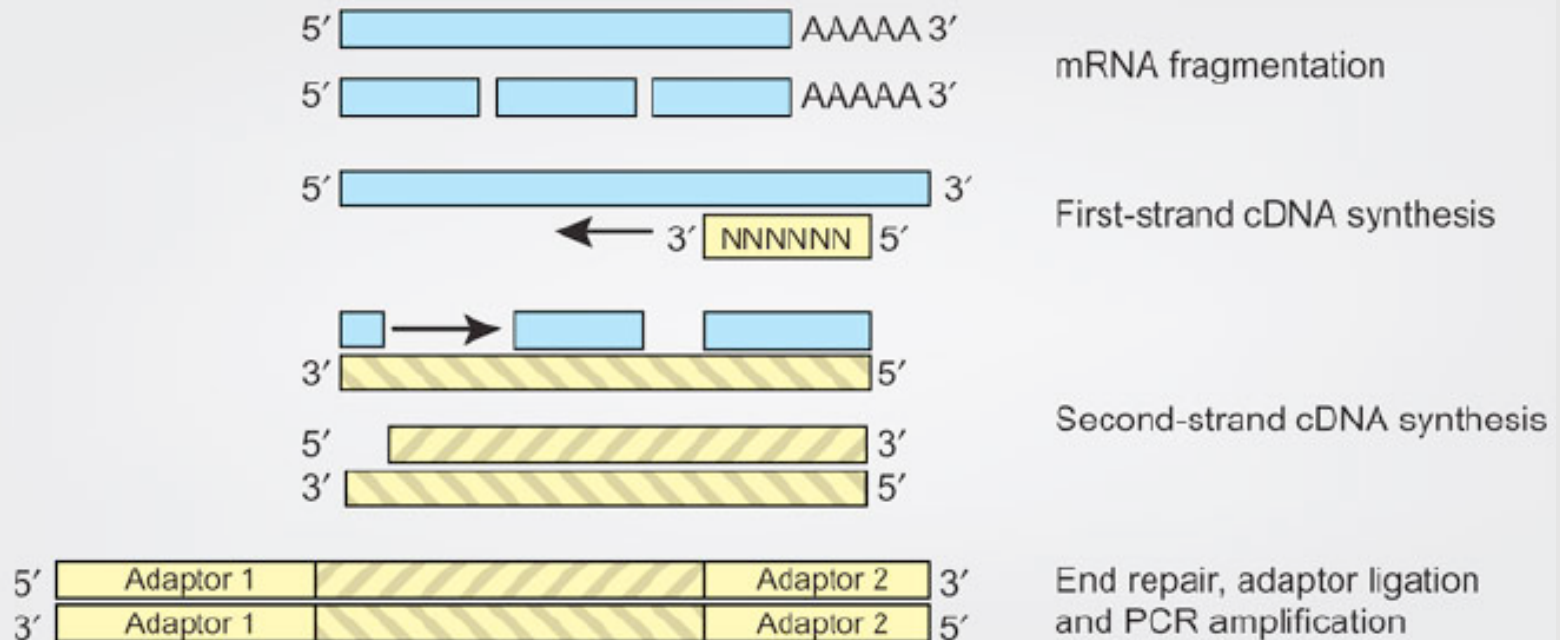 5′ AAAAA 3′
mRNA fragmentation
5′ AAAAA 3′
5′ 3′
First-strand cDNA synthesis
3′ NNNNNN 5′
3′ 5′
Second-strand cDNA synthesis
5′ 3′
3′ 5′
5′ Adaptor 1 Adaptor 2 3′
End repair, adaptor ligation
3′ Adaptor 1 Adaptor 2 5′
and PCR amplification